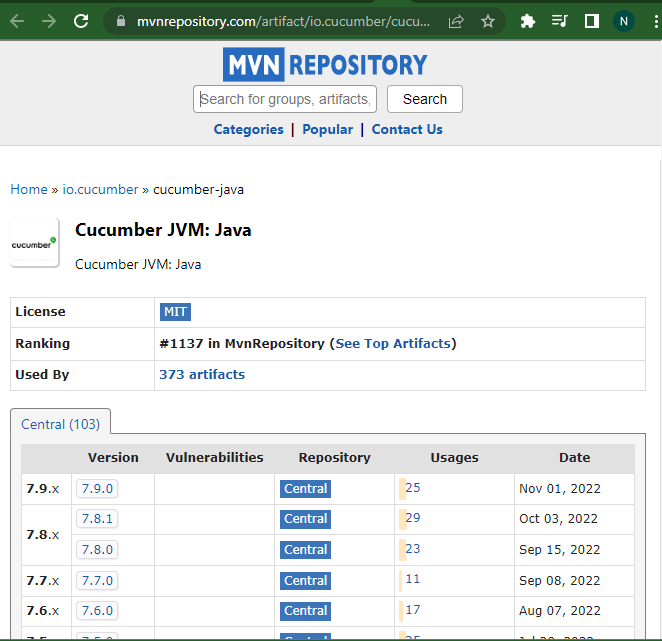 mvnrepository.com/artifact/io.cucumber/cucu...
N
MVN REPOSITORY
Search for groups, artifacts,
Search
Categories | Popular | Contact Us
Home » io.cucumber » cucumber-java
cucumber
Cucumber JVM: Java
Cucumber JVM: Java
License MIT
Ranking #1137 in MvnRepository (See Top Artifacts)
Used By 373 artifacts
Central (103)
Version Vulnerabilities Repository Usages Date
7.9.x 7.9.0 Central 25 Nov 01, 2022
7.8.x
7.8.1 Central 29 Oct 03, 2022
7.8.0 Central 23 Sep 15, 2022
7.7.x 7.7.0 Central 11 Sep 08, 2022
7.6.x 7.6.0 Central 17 Aug 07, 2022